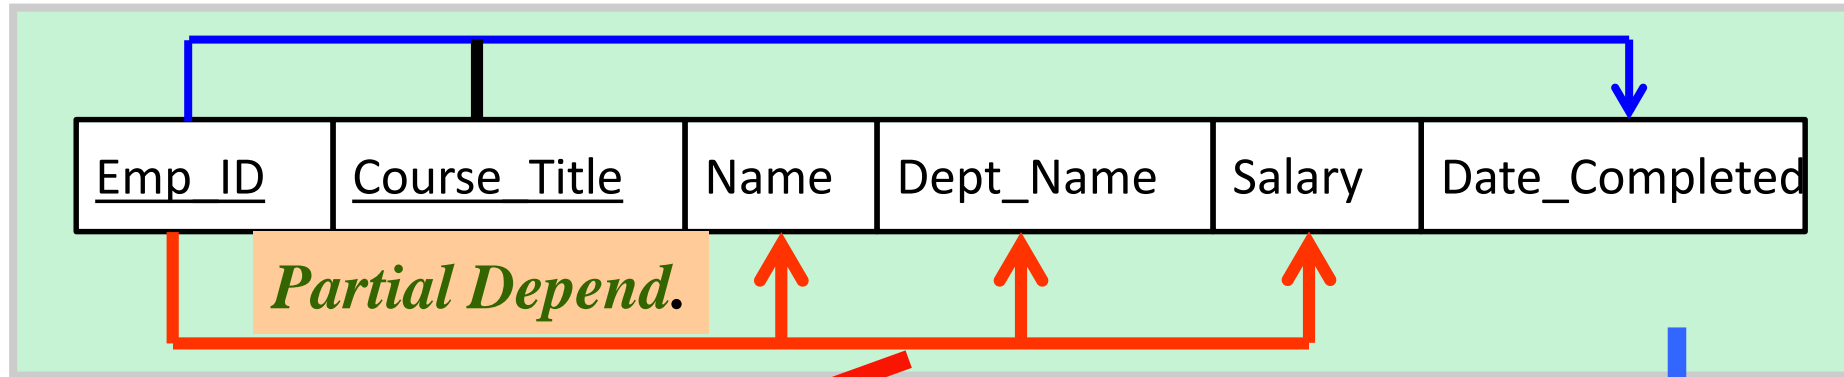 Emp_ID Course_Title Name Dept_Name Salary Date_Completed
Partial Depend.